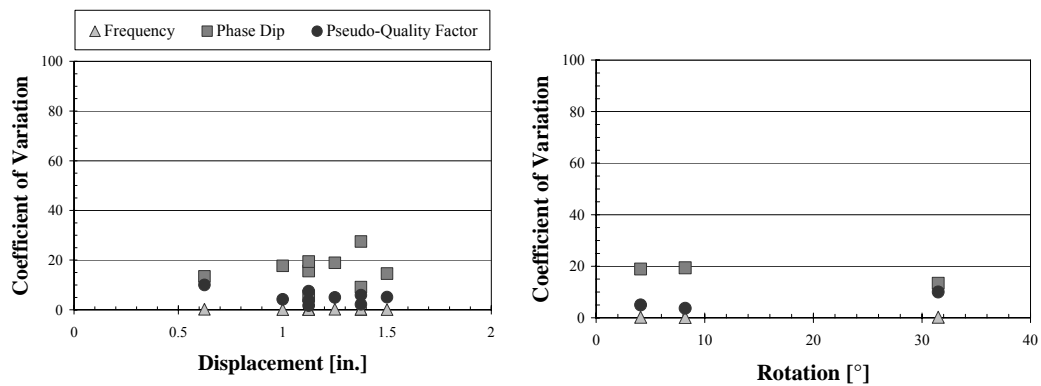 Frequency Phase Dip Pseudo-Quality Factor
100
80
60
40
20
0
Coefficient of Variation
0 0.5 1 1.5 2
Displacement [in.]
100
80
60
40
20
0
Coefficient of Variation
0 10 20 30 40
Rotation [°]